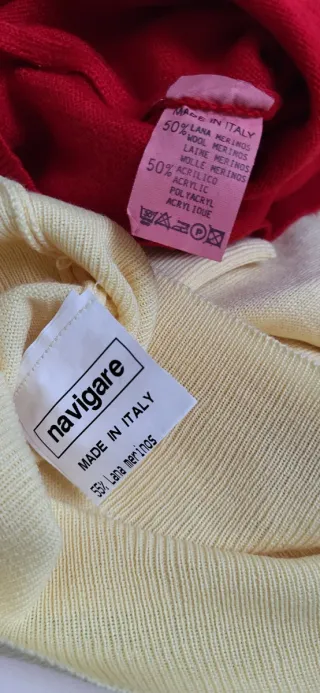 MADE IN ITALY
50% LANA MERINOS
WOOL MERINOS
LAINE MERINOS
WOLLE MERINOS
50% ACRILICO
ACRYLIC
POLYACRYL
ACRYLIQUE
P
navigare
MADE IN ITALY
55% Lana merinos